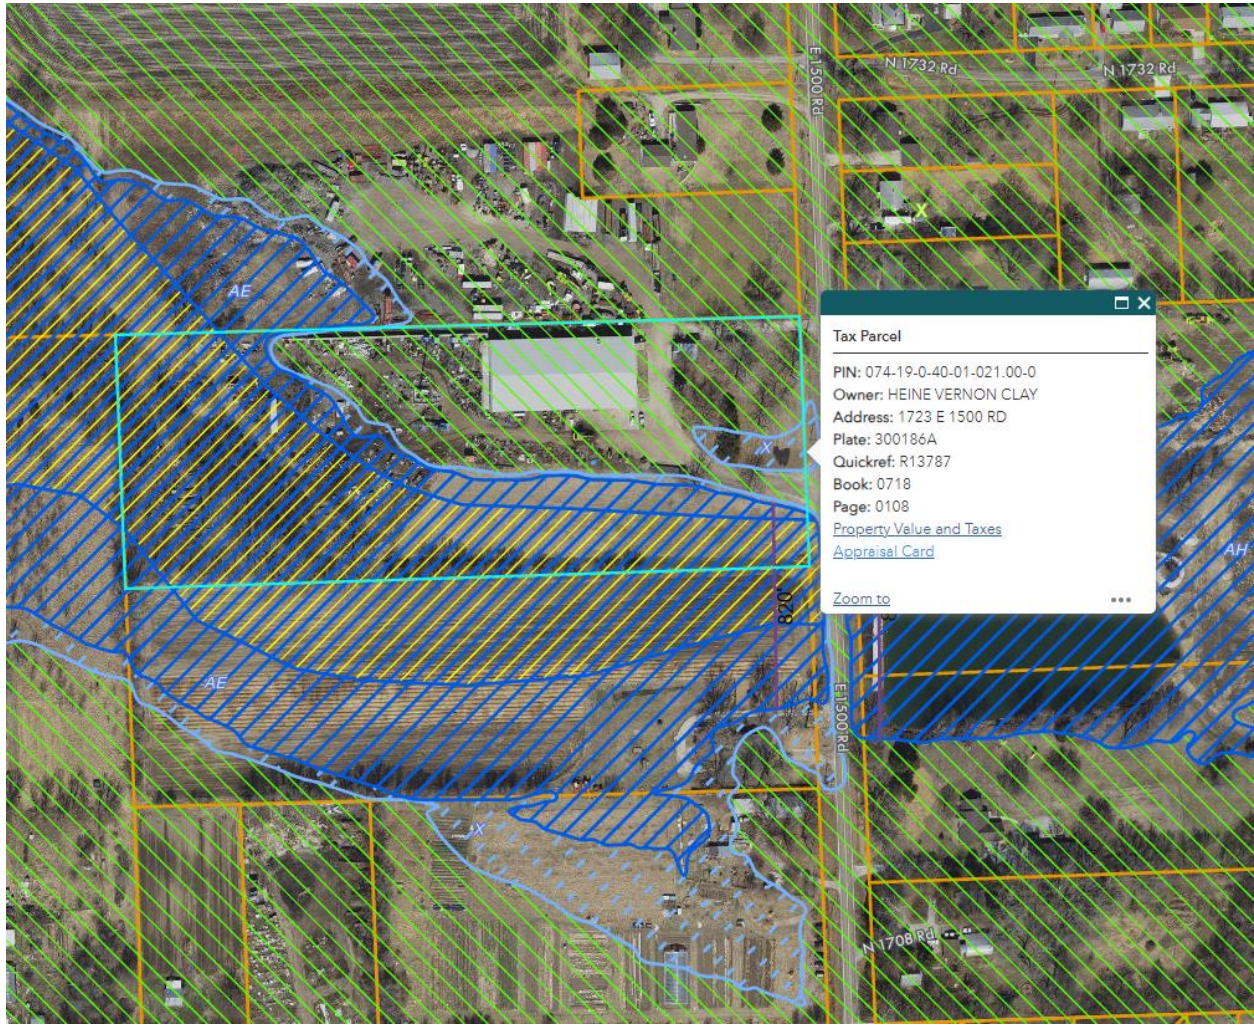 E 1500 Rd
N 1732 Rd
N 1732 Rd
X
AE
Tax Parcel
PIN: 074-19-0-40-01-021.00-0
Owner: HEINE VERNON CLAY
Address: 1723 E 1500 RD
Plate: 300186A
Quickref: R13787
Book: 0718
Page: 0108
Property Value and Taxes
Appraisal Card
Zoom to
X
AH
820'
AE
E 1500 Rd
X
N 1708 Rd